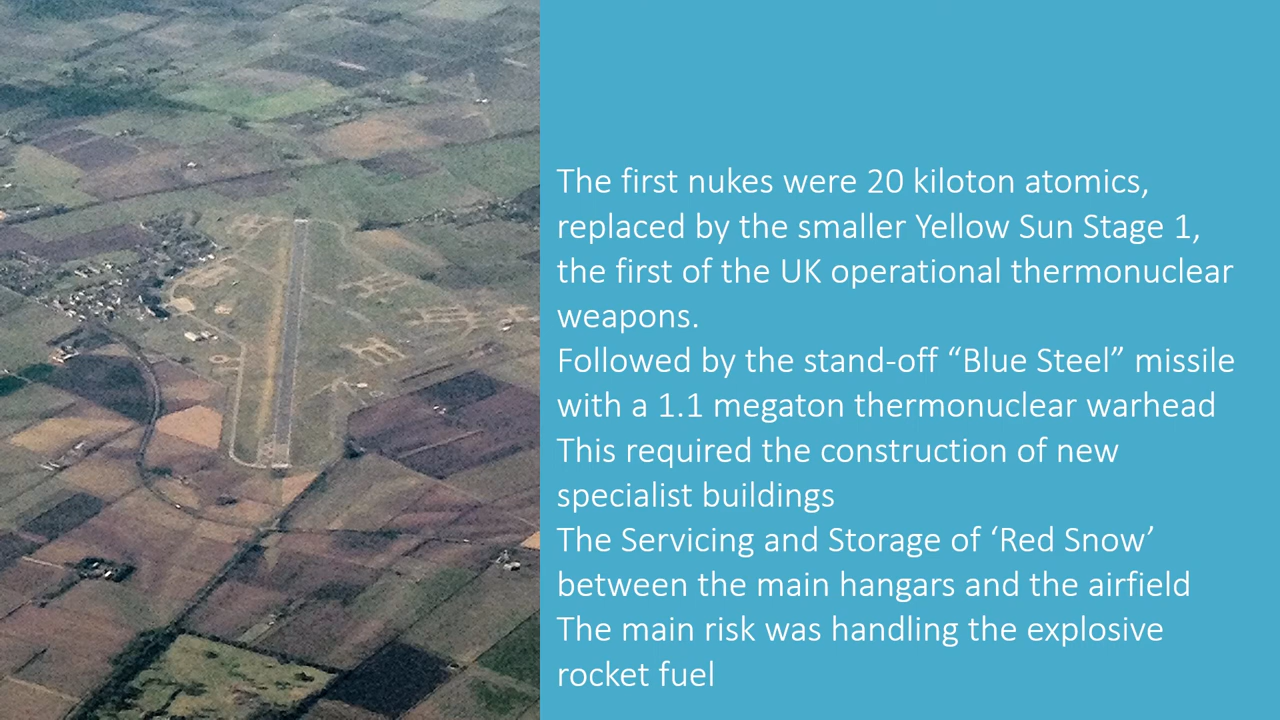 The first nukes were 20 kiloton atomics,
replaced by the smaller Yellow Sun Stage 1,
the first of the UK operational thermonuclear
weapons.
Followed by the stand-off “Blue Steel” missile
with a 1.1 megaton thermonuclear warhead
This required the construction of new
specialist buildings
The Servicing and Storage of ‘Red Snow’
between the main hangars and the airfield
The main risk was handling the explosive
rocket fuel